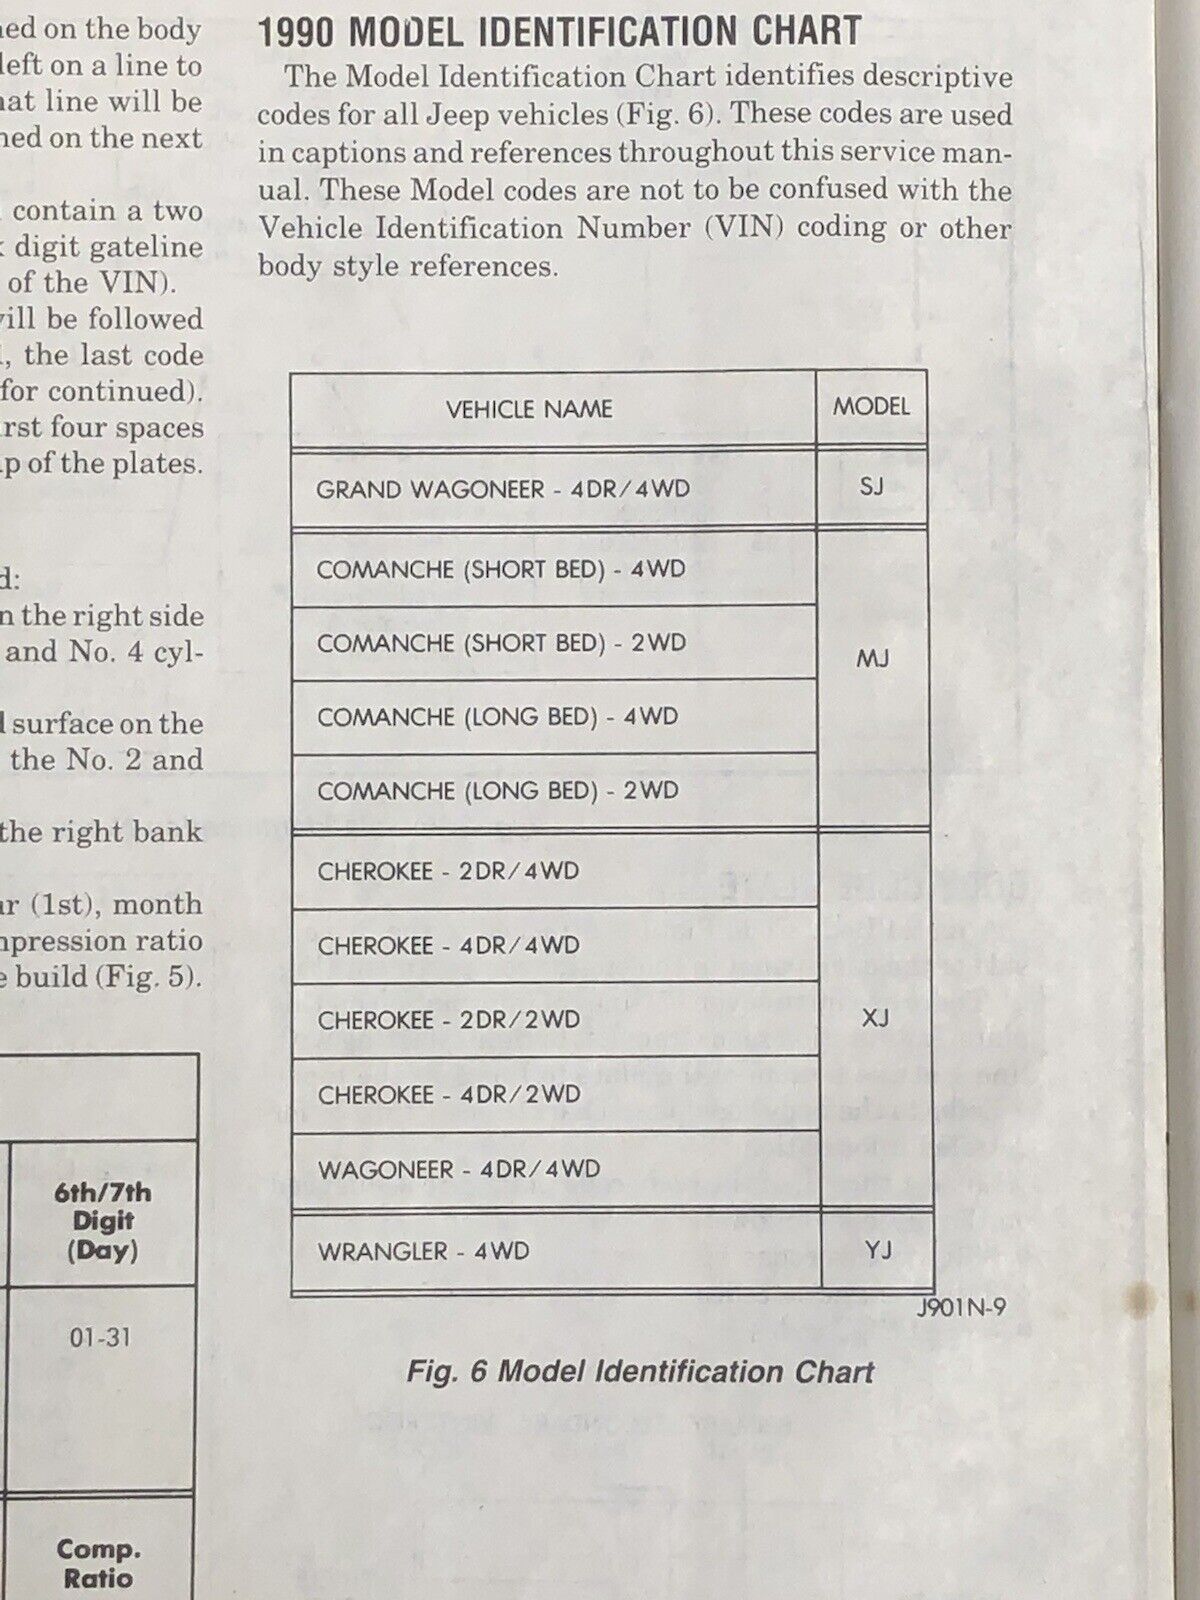 on the body
left on a line to
line will be
on the next
contain a two
digit gateline
of the VIN).
will be followed
, the last code
for continued).
four spaces
of the plates.
the right side
and No. 4 cyl-
surface on the
the No. 2 and
the right bank
(1st), month
ratio
build (Fig. 5).
6th/7th
Digit
(Day)
01-31
Comp.
Ratio
1990 MODEL IDENTIFICATION CHART
The Model Identification Chart identifies descriptive
codes for all Jeep vehicles (Fig. 6). These codes are used
in captions and references throughout this service man-
ual. These Model codes are not to be confused with the
Vehicle Identification Number (VIN) coding or other
body style references.
VEHICLE NAME MODEL
GRAND WAGONEER - 4DR/4WD SJ
COMANCHE (SHORT BED) - 4WD
COMANCHE (SHORT BED) - 2WD
MJ
COMANCHE (LONG BED) - 4WD
COMANCHE (LONG BED) - 2WD
CHEROKEE - 2DR/4WD
CHEROKEE - 4DR/4WD
CHEROKEE - 2DR/2WD XJ
CHEROKEE - 4DR/2WD
WAGONEER - 4DR/4WD
WRANGLER - 4WD YJ
J901N-9
Fig. 6 Model Identification Chart